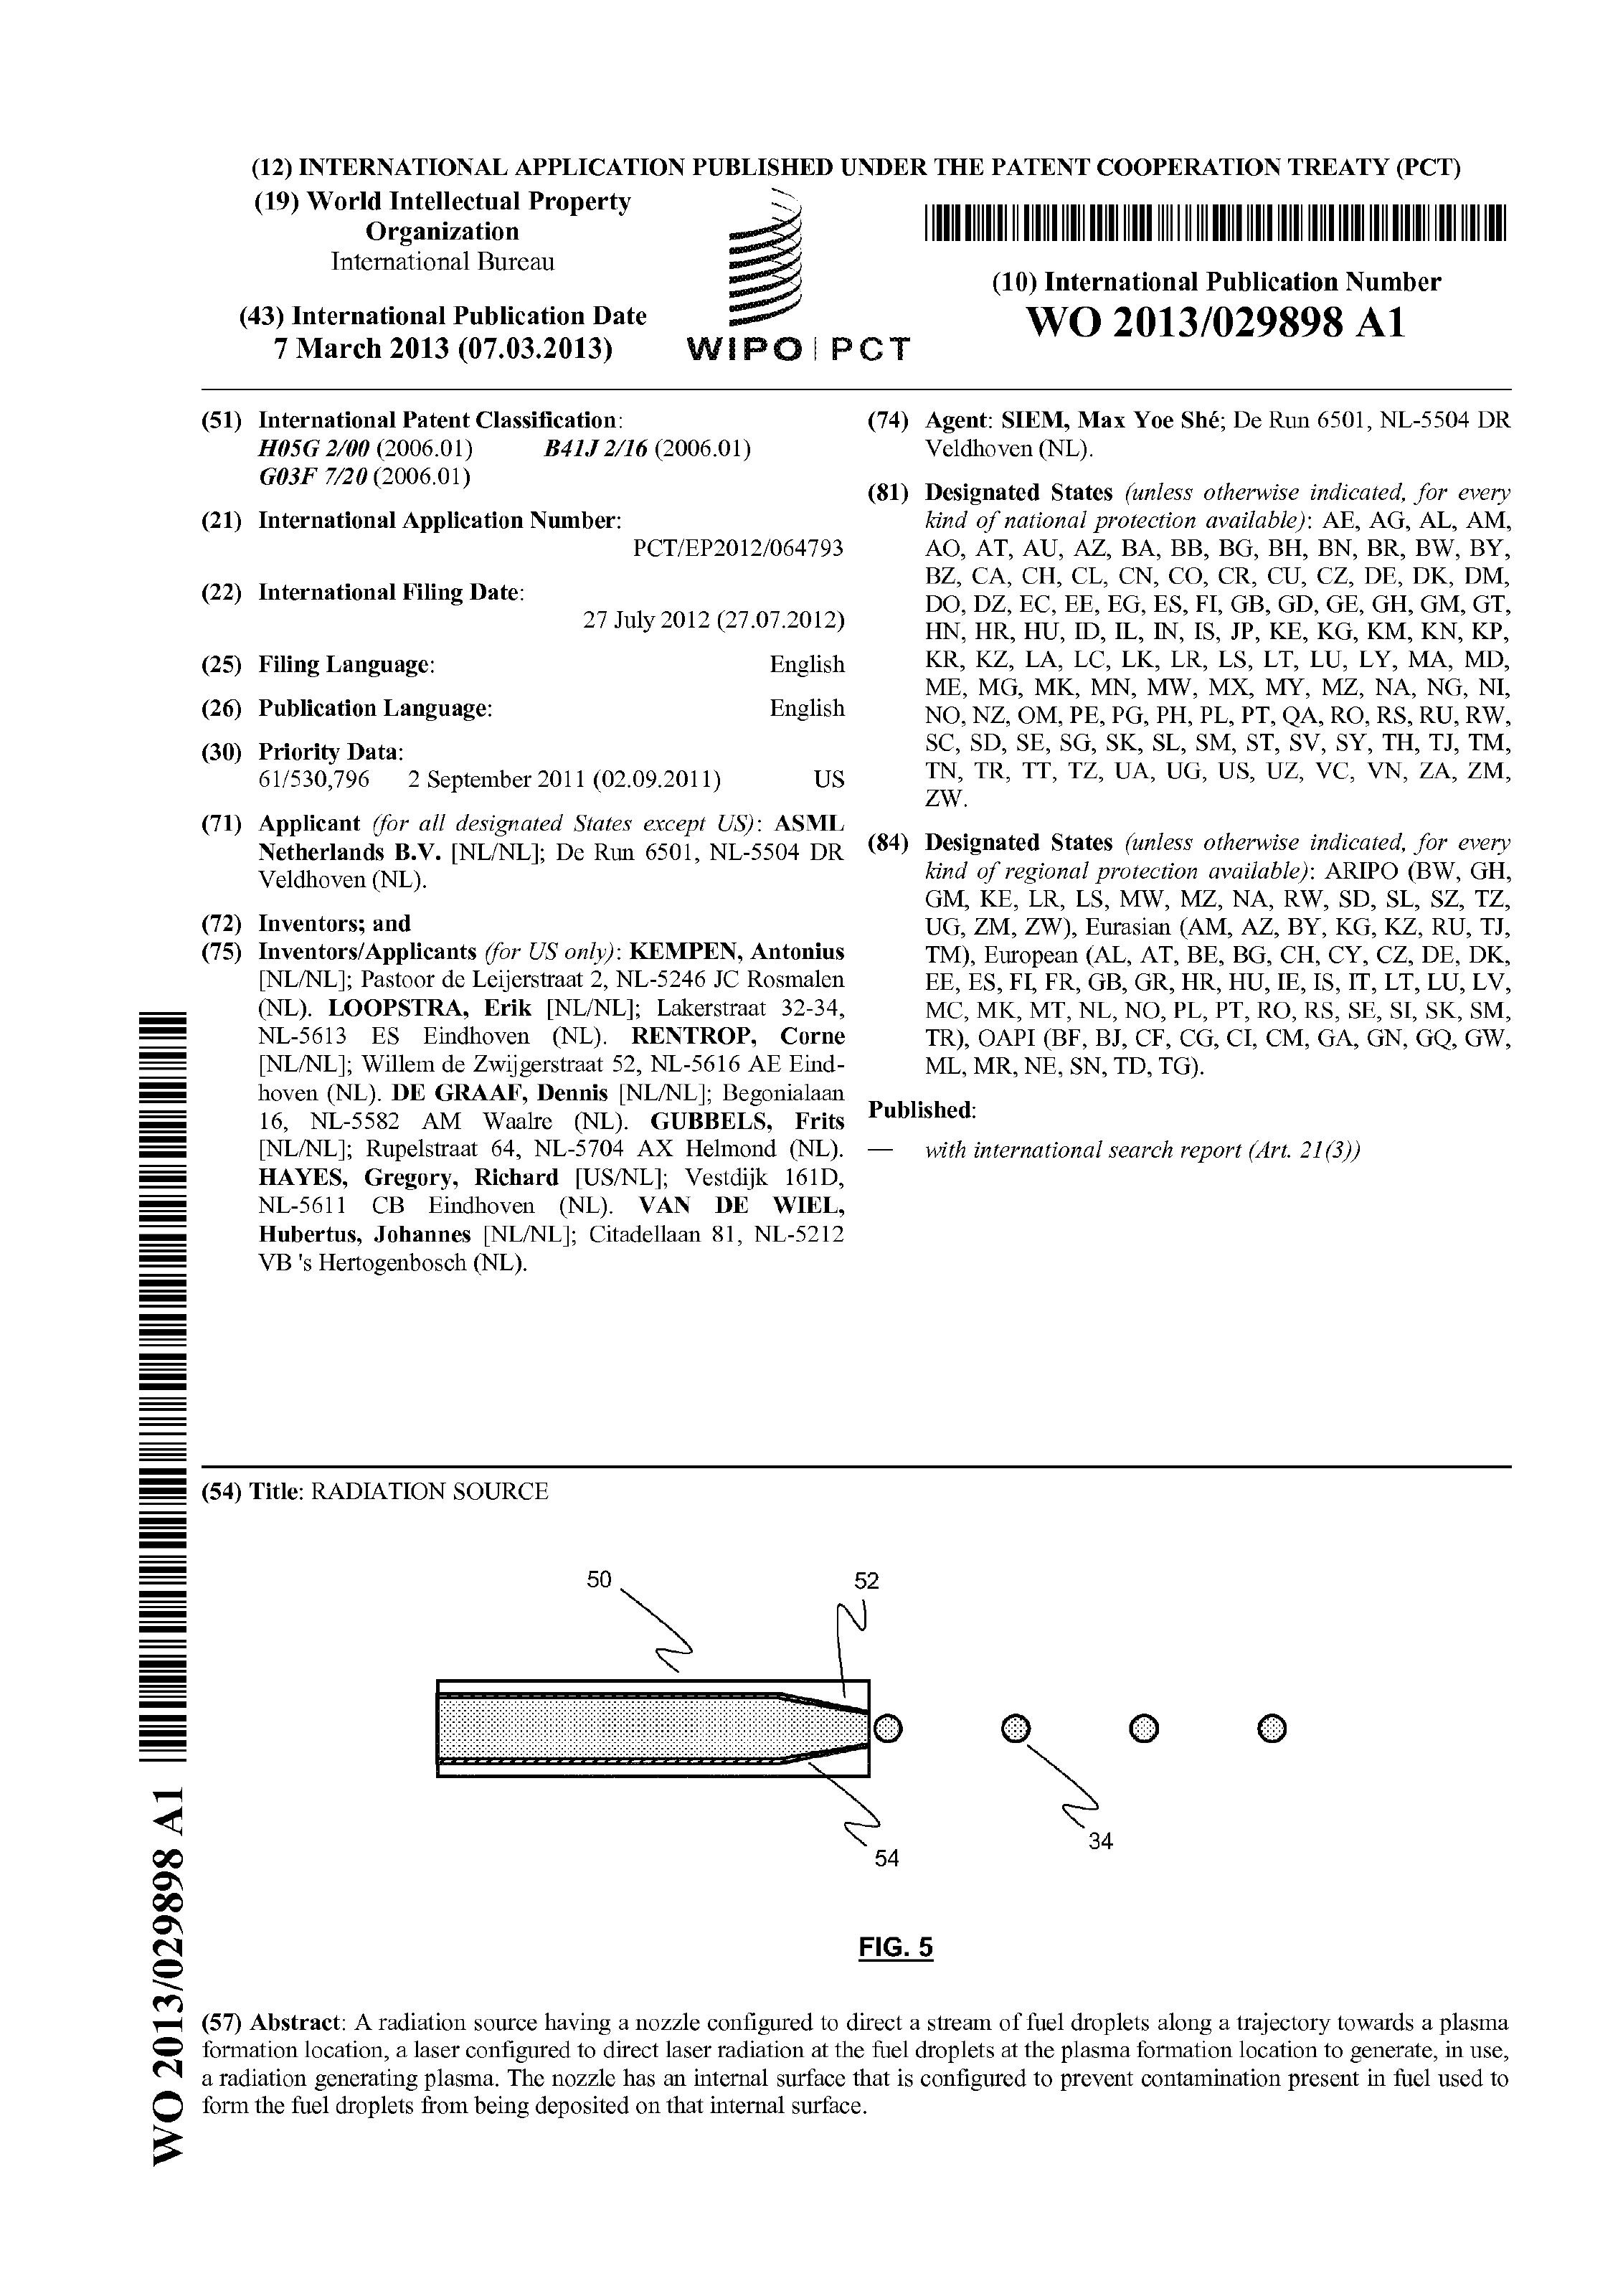 (12) INTERNATIONAL APPLICATION PUBLISHED UNDER THE PATENT COOPERATION TREATY (PCT)
(19) World Intellectual Property
Organization
International Bureau
(43) International Publication Date
7 March 2013 (07.03.2013)
WIPO | PCT
(10) International Publication Number
WO 2013/029898 A1
(51) International Patent Classification:
H05G 2/00 (2006.01) B41J 2/16 (2006.01)
G03F 7/20 (2006.01)
(21) International Application Number:
PCT/EP2012/064793
(22) International Filing Date:
27 July 2012 (27.07.2012)
(25) Filing Language: English
(26) Publication Language: English
(30) Priority Data:
61/530,796 2 September 2011 (02.09.2011) US
(71) Applicant (for all designated States except US): ASML
Netherlands B.V. [NL/NL]; De Run 6501, NL-5504 DR
Veldhoven (NL).
(72) Inventors; and
(75) Inventors/Applicants (for US only): KEMPEN, Antonius
[NL/NL]; Pastoor de Leijerstraat 2, NL-5246 JC Rosmalen
(NL). LOOPSTRA, Erik [NL/NL]; Lakerstraat 32-34,
NL-5613 ES Eindhoven (NL). RENTROP, Corne
[NL/NL]; Willem de Zwijgerstraat 52, NL-5616 AE Eind-
hoven (NL). DE GRAAF, Dennis [NL/NL]; Begonialaan
16, NL-5582 AM Waalre (NL). GUBBELS, Frits
[NL/NL]; Rupelstraat 64, NL-5704 AX Helmond (NL).
HAYES, Gregory, Richard [US/NL]; Vestdijk 161D,
NL-5611 CB Eindhoven (NL). VAN DE WIEL,
Hubertus, Johannes [NL/NL]; Citadellaan 81, NL-5212
VB 's Hertogenbosch (NL).
(74) Agent: SIEM, Max Yoe Shé; De Run 6501, NL-5504 DR
Veldhoven (NL).
(81) Designated States (unless otherwise indicated, for every
kind of national protection available): AE, AG, AL, AM,
AO, AT, AU, AZ, BA, BB, BG, BH, BN, BR, BW, BY,
BZ, CA, CH, CL, CN, CO, CR, CU, CZ, DE, DK, DM,
DO, DZ, EC, EE, EG, ES, FI, GB, GD, GE, GH, GM, GT,
HN, HR, HU, ID, IL, IN, IS, JP, KE, KG, KM, KN, KP,
KR, KZ, LA, LC, LK, LR, LS, LT, LU, LY, MA, MD,
ME, MG, MK, MN, MW, MX, MY, MZ, NA, NG, NI,
NO, NZ, OM, PE, PG, PH, PL, PT, QA, RO, RS, RU, RW,
SC, SD, SE, SG, SK, SL, SM, ST, SV, SY, TH, TJ, TM,
TN, TR, TT, TZ, UA, UG, US, UZ, VC, VN, ZA, ZM,
ZW.
(84) Designated States (unless otherwise indicated, for every
kind of regional protection available): ARIPO (BW, GH,
GM, KE, LR, LS, MW, MZ, NA, RW, SD, SL, SZ, TZ,
UG, ZM, ZW), Eurasian (AM, AZ, BY, KG, KZ, RU, TJ,
TM), European (AL, AT, BE, BG, CH, CY, CZ, DE, DK,
EE, ES, FI, FR, GB, GR, HR, HU, IE, IS, IT, LT, LU, LV,
MC, MK, MT, NL, NO, PL, PT, RO, RS, SE, SI, SK, SM,
TR), OAPI (BF, BJ, CF, CG, CI, CM, GA, GN, GQ, GW,
ML, MR, NE, SN, TD, TG).
Published:
— with international search report (Art. 21(3))
(54) Title: RADIATION SOURCE
50
52
54
34
FIG. 5
(57) Abstract: A radiation source having a nozzle configured to direct a stream of fuel droplets along a trajectory towards a plasma
formation location, a laser configured to direct laser radiation at the fuel droplets at the plasma formation location to generate, in use,
a radiation generating plasma. The nozzle has an internal surface that is configured to prevent contamination present in fuel used to
form the fuel droplets from being deposited on that internal surface.
WO 2013/029898 A1